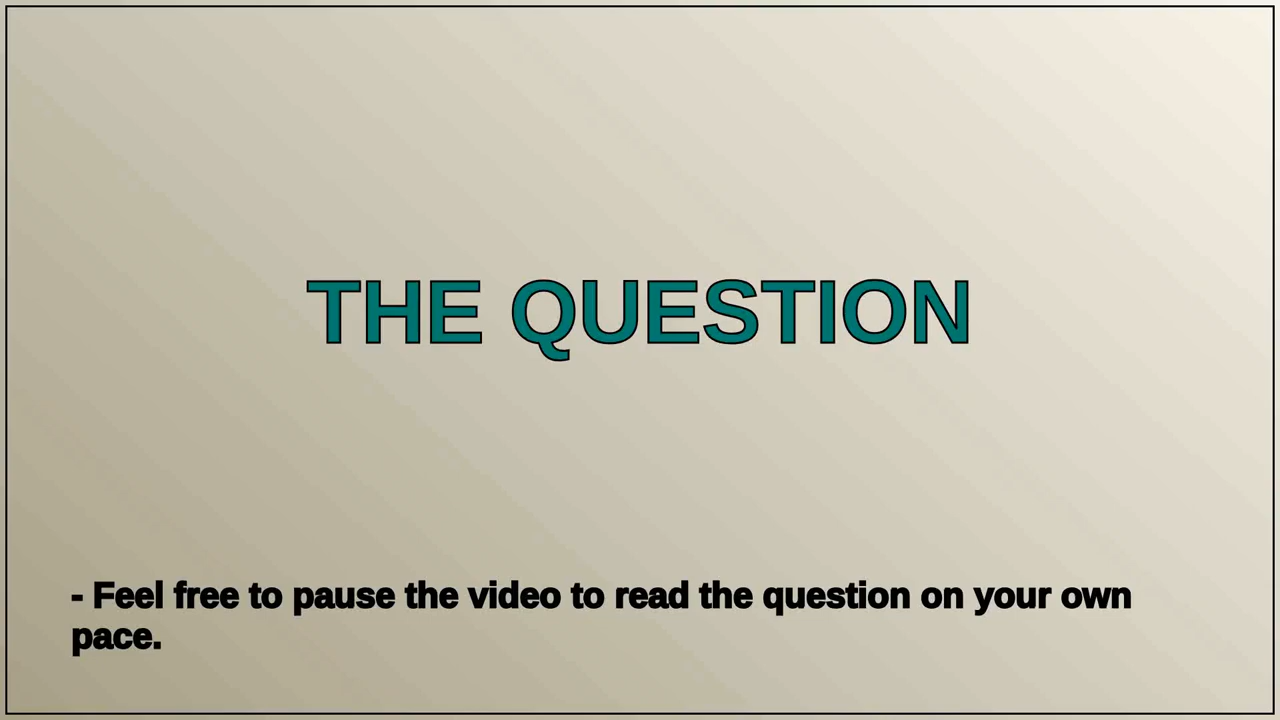 THE QUESTION
- Feel free to pause the video to read the question on your own
pace.